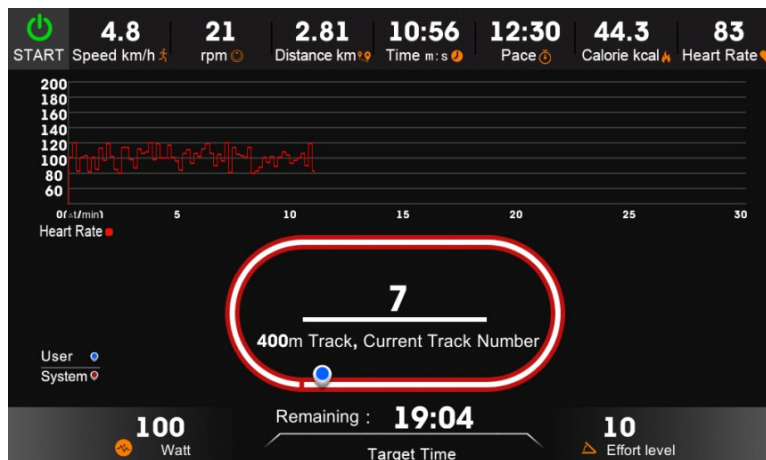 4.8 21 2.81 10:56 12:30 44.3 83
START Speed km/h rpm Distance km Time m:s Pace Calorie kcal Heart Rate
200
180
160
140
120
100
80
60
0(△t/min) 5 10 15 20 25 30
Heart Rate
7
400m Track, Current Track Number
User
System
100 Remaining : 19:04 10
Watt Target Time Effort level